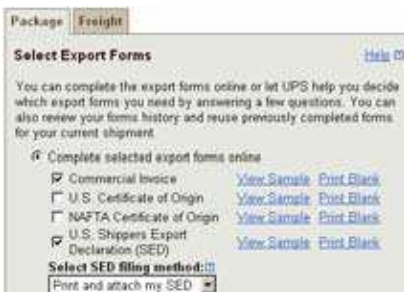 Package Freight
Select Export Forms Help
You can complete the export forms online or let UPS help you decide
which export forms you need by answering a few questions. You can
also review your forms history and reuse previously completed forms
for your current shipment
Complete selected export forms online
Commercial Invoice View Sample Print Blank
U.S. Certificate of Origin View Sample Print Blank
NAFTA Certificate of Origin View Sample Print Blank
U.S. Shippers Export
Declaration (SED) View Sample Print Blank
Select SED filing method:
Print and attach my SED